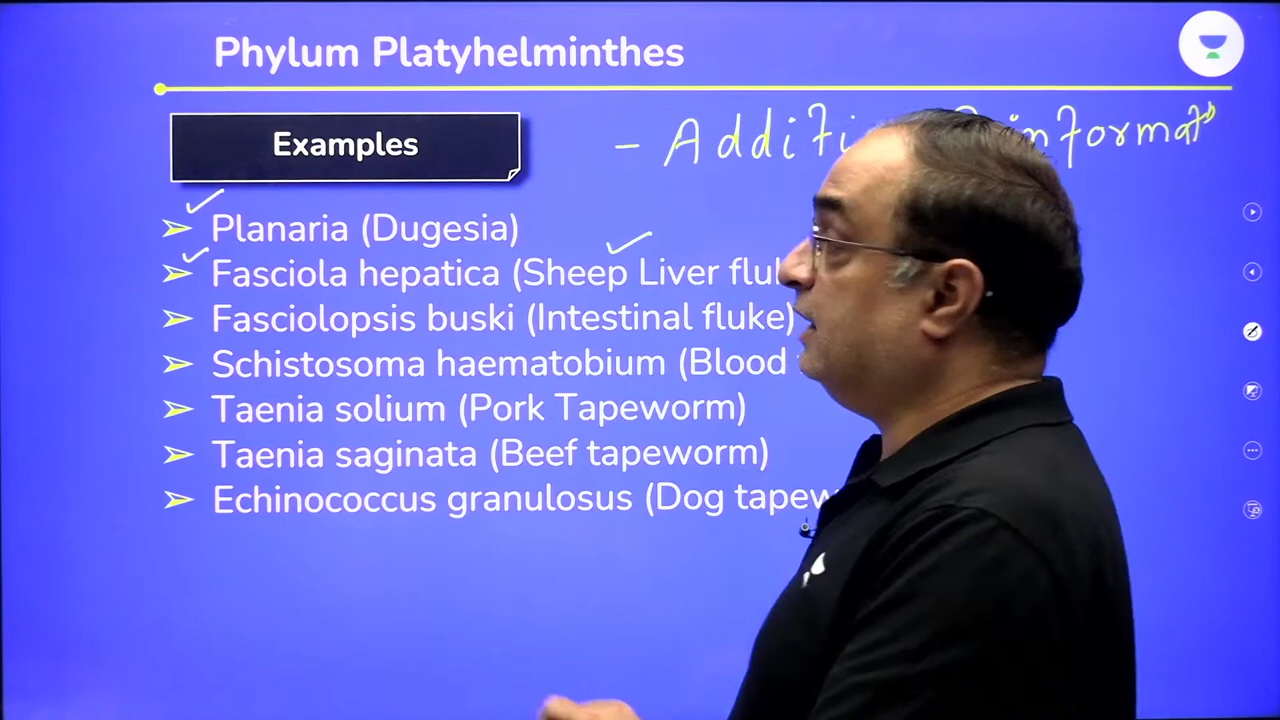 Phylum Platyhelminthes
Examples
- informatn
➢ Planaria (Dugesia)
➢ Fasciola hepatica (Sheep Liver
➢ Fasciolopsis buski (Intestinal fluke)
➢ Schistosoma haematobium (Blood
➢ Taenia solium (Pork Tapeworm)
➢ Taenia saginata (Beef tapeworm)
➢ Echinococcus granulosus (Dog